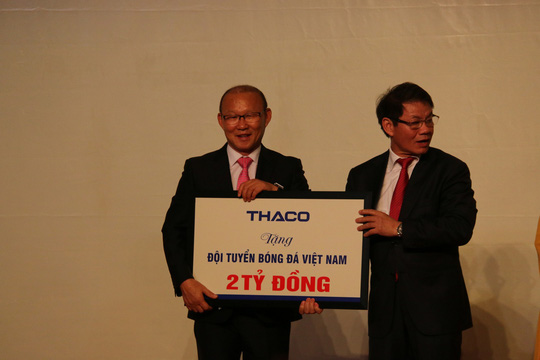 THACO
Tặng
ĐỘI TUYỂN BÓNG ĐÁ VIỆT NAM
2 TỶ ĐỒNG